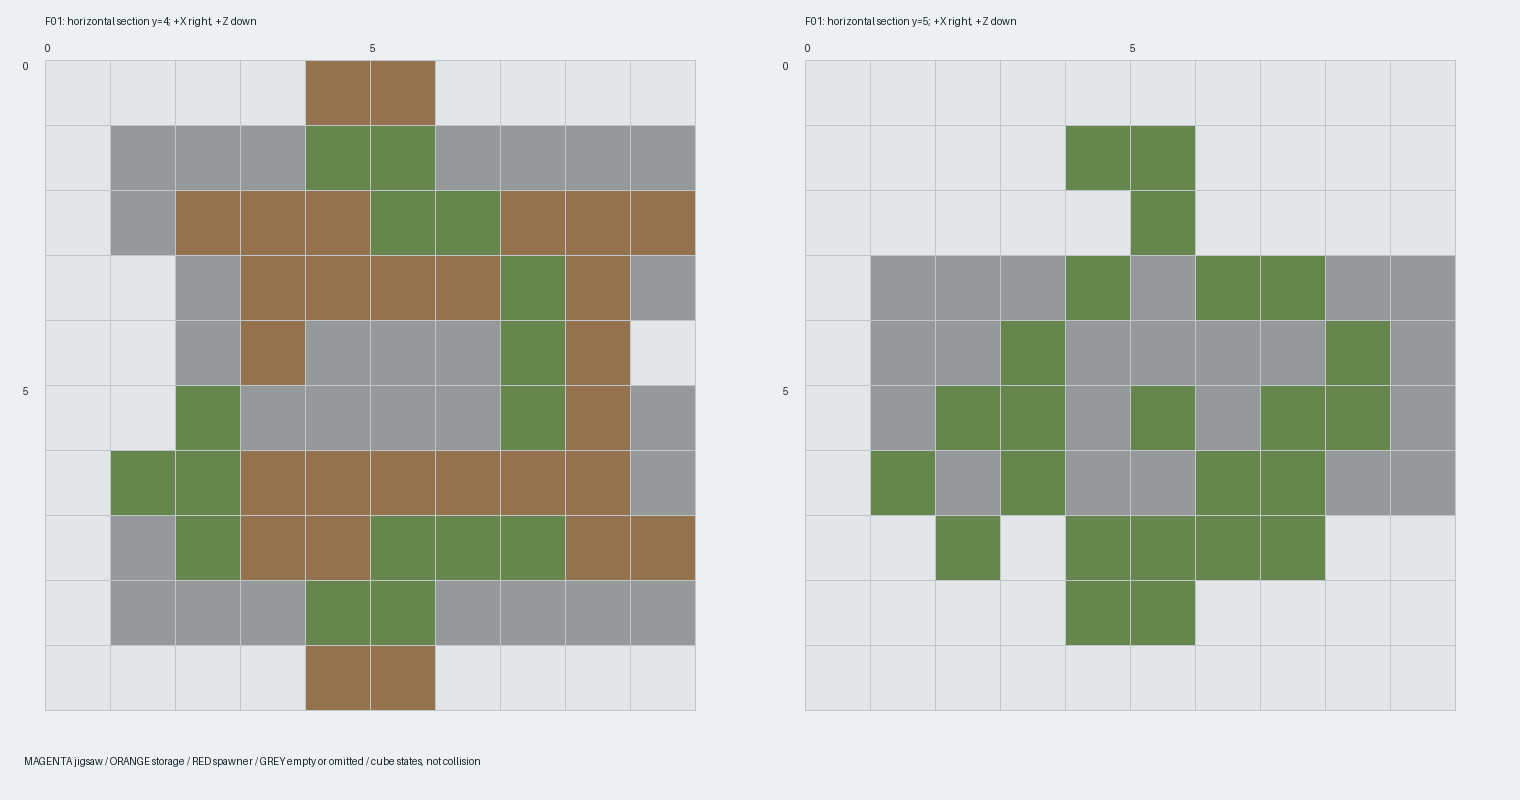 F01: horizontal section y=4; +X right, +Z down
0 5
0
5
F01: horizontal section y=5; +X right, +Z down
0 5
0
5
MAGENTA jigsaw / ORANGE storage / RED spawner / GREY empty or omitted / cube states, not collision